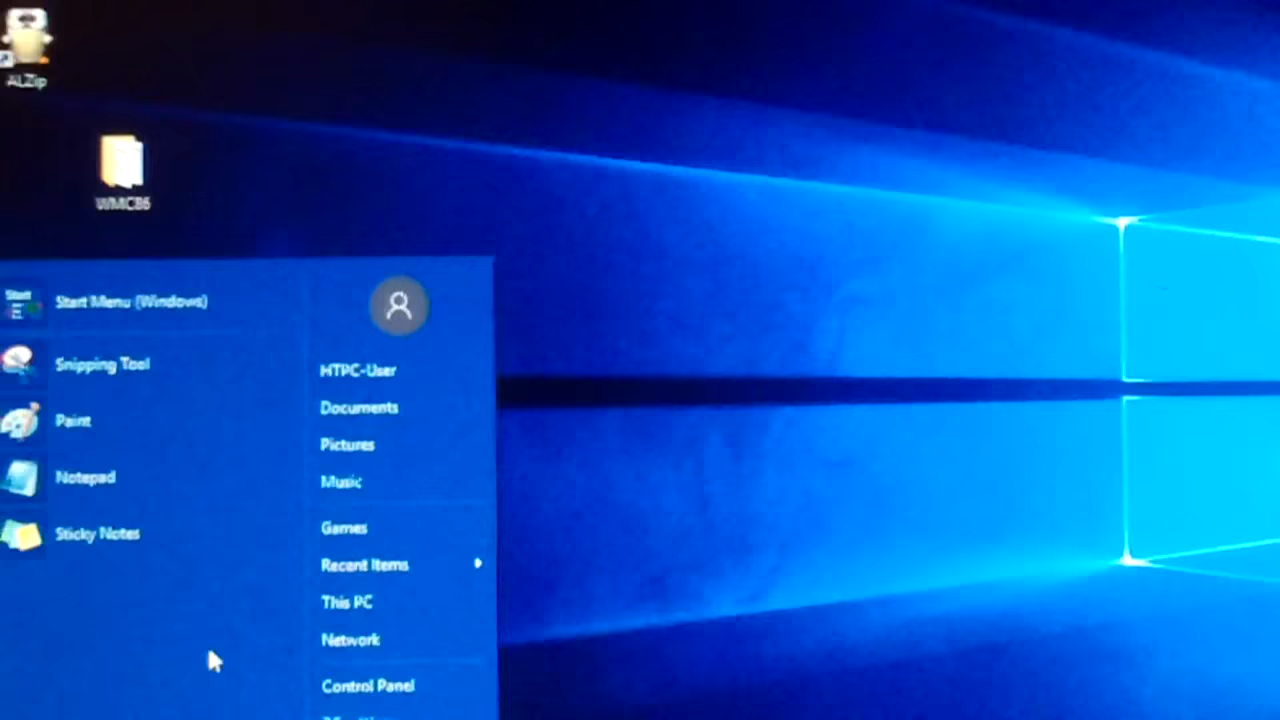 ALZip
WMC86
Start
Start Menu (Windows)
Snipping Tool
Paint
Notepad
Sticky Notes
HTPC-User
Documents
Pictures
Music
Games
Recent Items
This PC
Network
Control Panel